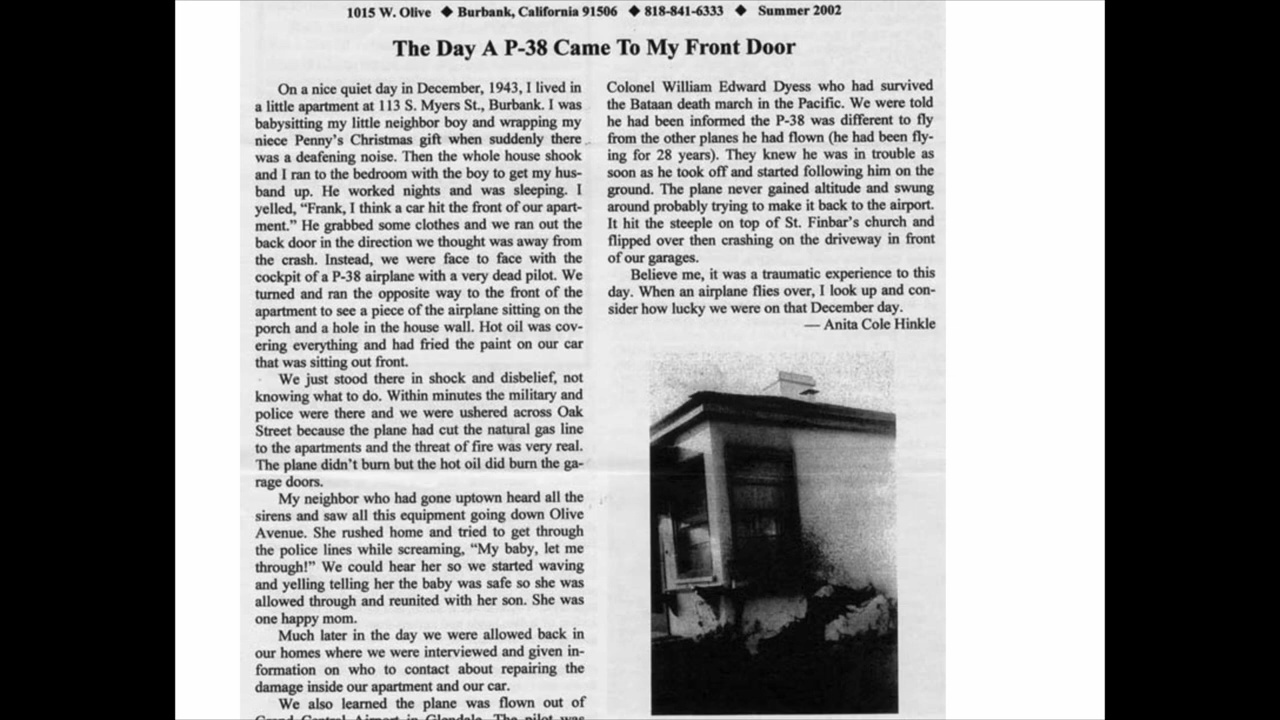 1015 W. Olive ◆ Burbank, California 91506 ◆ 818-841-6333 ◆ Summer 2002
The Day A P-38 Came To My Front Door
On a nice quiet day in December, 1943, I lived in
a little apartment at 113 S. Myers St., Burbank. I was
babysitting my little neighbor boy and wrapping my
niece Penny's Christmas gift when suddenly there
was a deafening noise. Then the whole house shook
and I ran to the bedroom with the boy to get my hus-
band up. He worked nights and was sleeping. I
yelled, “Frank, I think a car hit the front of our apart-
ment.” He grabbed some clothes and we ran out the
back door in the direction we thought was away from
the crash. Instead, we were face to face with the
cockpit of a P-38 airplane with a very dead pilot. We
turned and ran the opposite way to the front of the
apartment to see a piece of the airplane sitting on the
porch and a hole in the house wall. Hot oil was cov-
ering everything and had fried the paint on our car
that was sitting out front.
We just stood there in shock and disbelief, not
knowing what to do. Within minutes the military and
police were there and we were ushered across Oak
Street because the plane had cut the natural gas line
to the apartments and the threat of fire was very real.
The plane didn't burn but the hot oil did burn the ga-
rage doors.
My neighbor who had gone uptown heard all the
sirens and saw all this equipment going down Olive
Avenue. She rushed home and tried to get through
the police lines while screaming, “My baby, let me
through!” We could hear her so we started waving
and yelling telling her the baby was safe so she was
allowed through and reunited with her son. She was
one happy mom.
Much later in the day we were allowed back in
our homes where we were interviewed and given in-
formation on who to contact about repairing the
damage inside our apartment and our car.
We also learned the plane was flown out of
Grand Central Airport in Glendale. The pilot was
Colonel William Edward Dyess who had survived
the Bataan death march in the Pacific. We were told
he had been informed the P-38 was different to fly
from the other planes he had flown (he had been fly-
ing for 28 years). They knew he was in trouble as
soon as he took off and started following him on the
ground. The plane never gained altitude and swung
around probably trying to make it back to the airport.
It hit the steeple on top of St. Finbar's church and
flipped over then crashing on the driveway in front
of our garages.
Believe me, it was a traumatic experience to this
day. When an airplane flies over, I look up and con-
sider how lucky we were on that December day.
— Anita Cole Hinkle